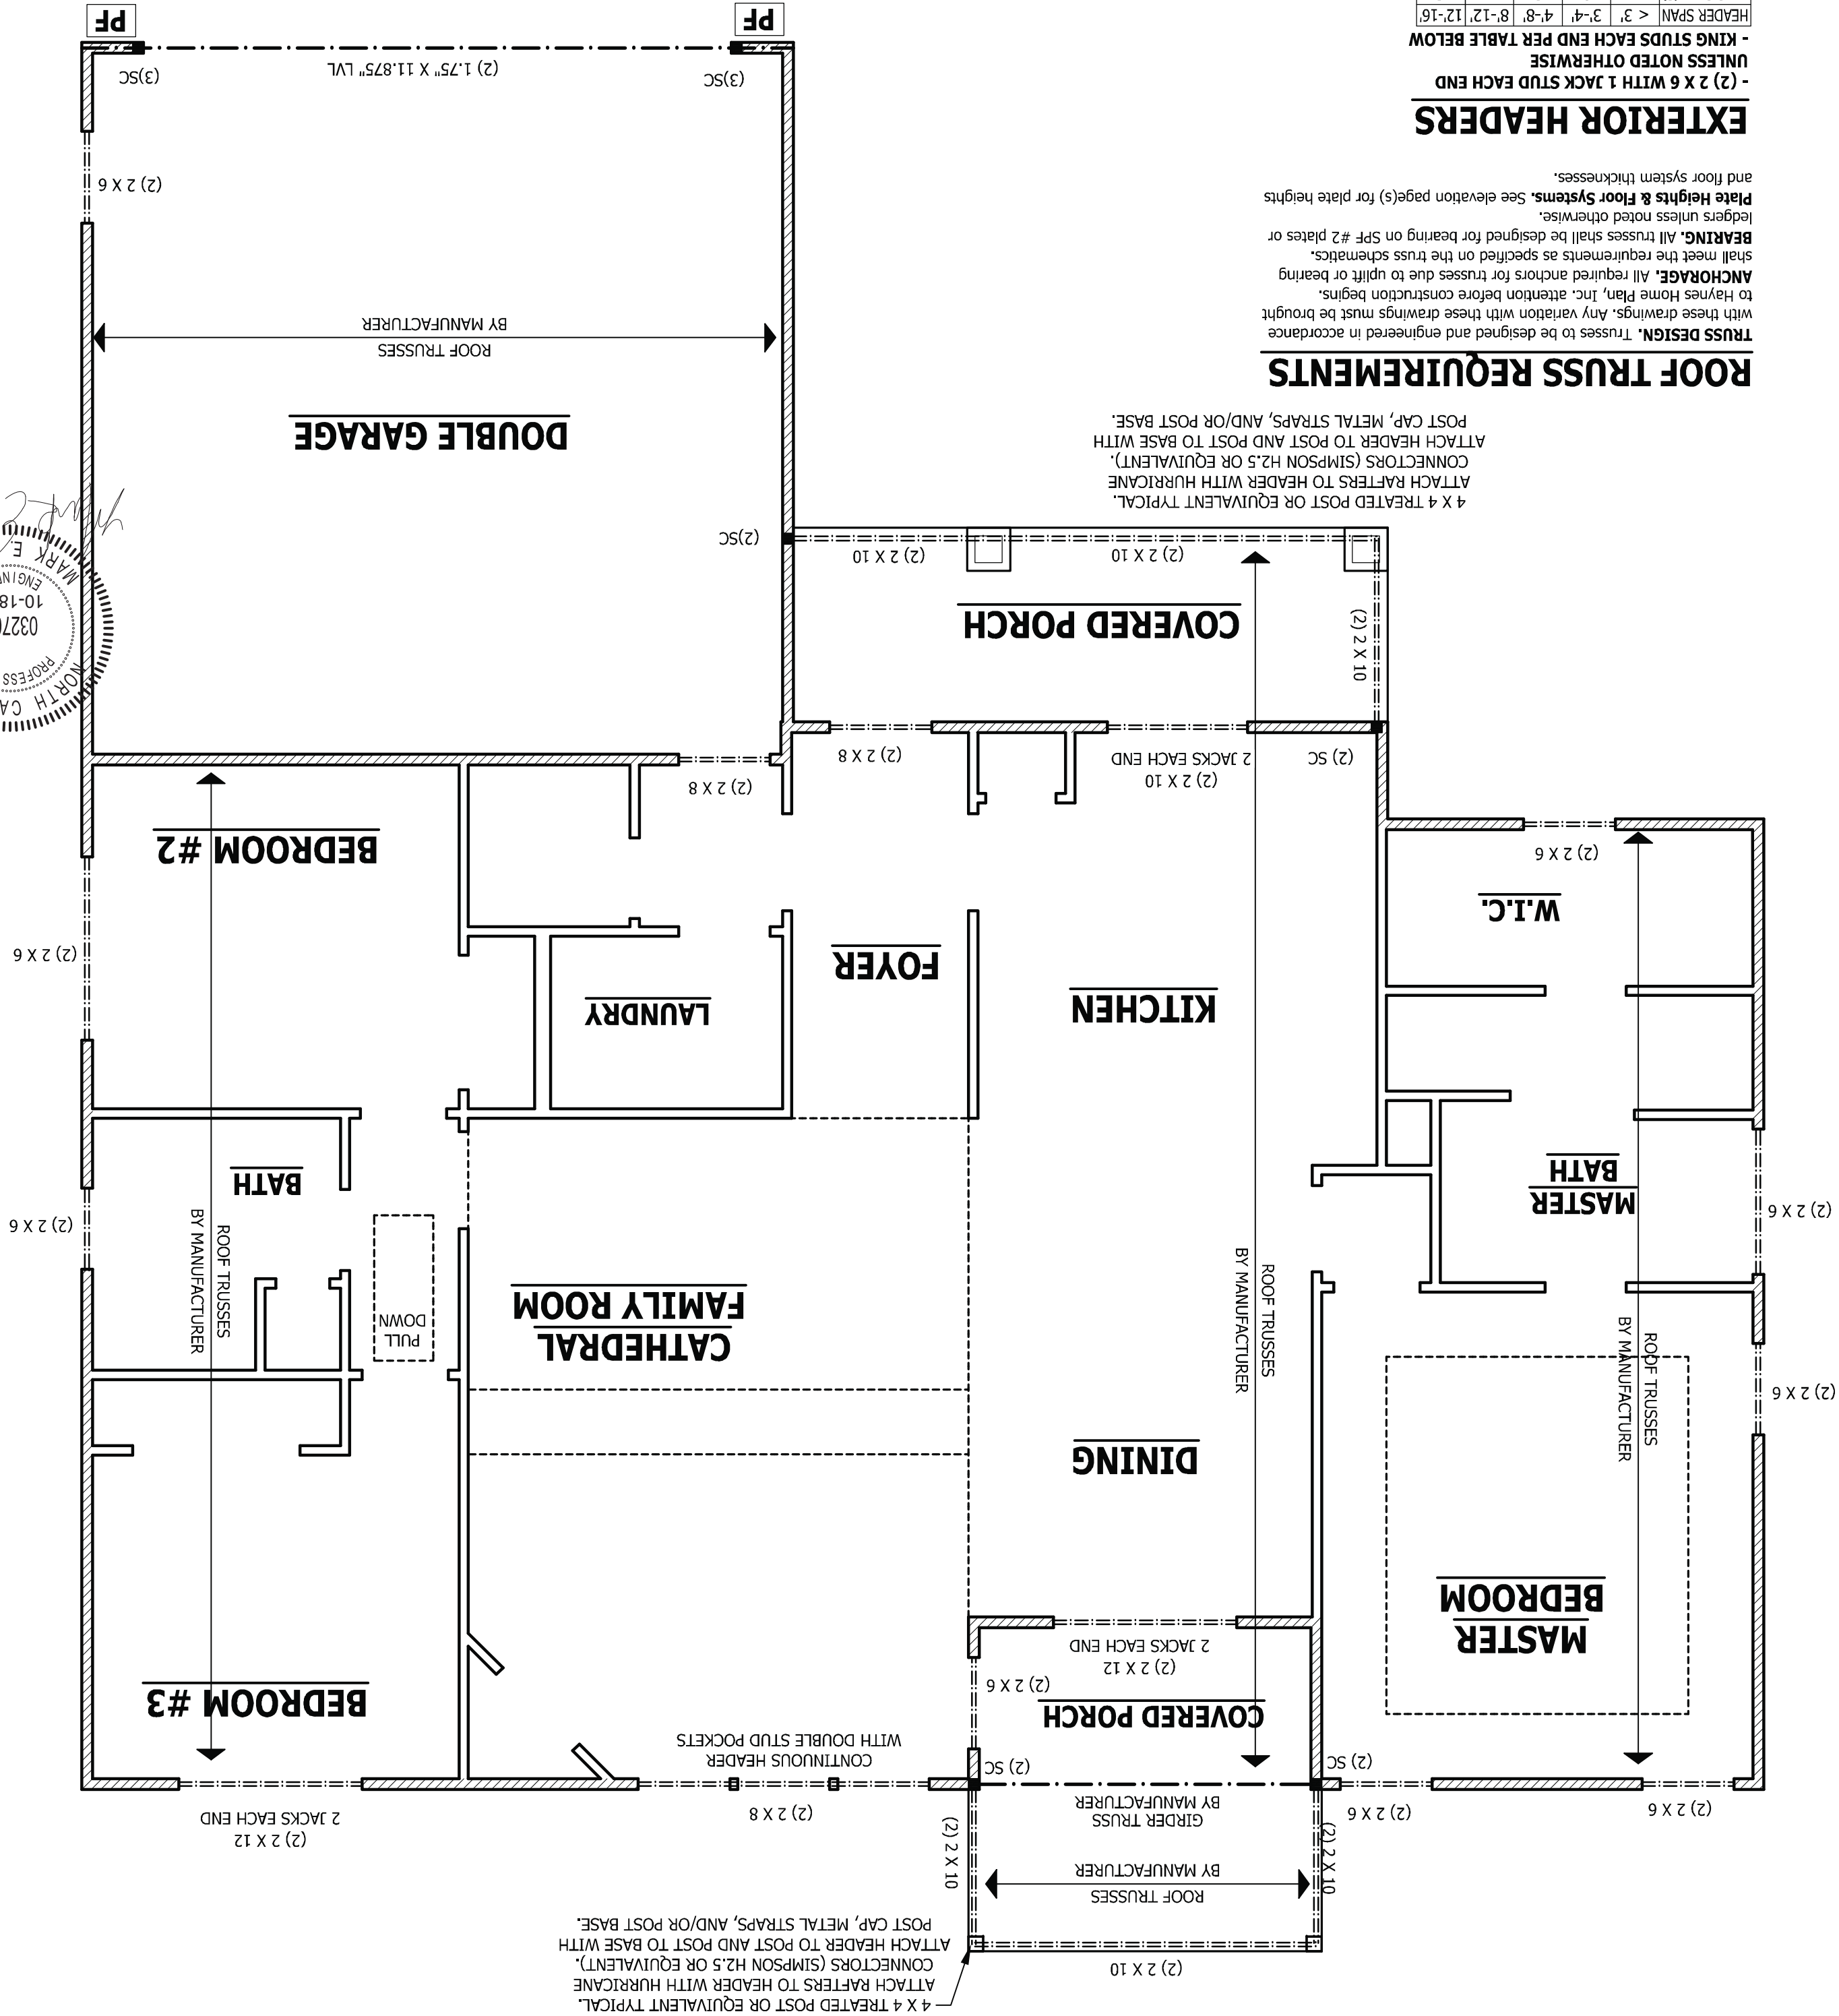 4 X 4 TREATED POST OR EQUIVALENT TYPICAL.
ATTACH RAFTERS TO HEADER WITH HURRICANE
CONNECTORS (SIMPSON H2.5 OR EQUIVALENT).
ATTACH HEADER TO POST AND POST TO BASE WITH
POST CAP, METAL STRAPS, AND/OR POST BASE.
(2) 2 X 10
ROOF TRUSSES
BY MANUFACTURER
(2) 2 X 10
(2) 2 X 10
GIRDER TRUSS
BY MANUFACTURER
(2) 2 X 6
(2) 2 X 6
(2) 2 X 8
(2) 2 X 12
2 JACKS EACH END
(2) SC
(2) SC
CONTINUOUS HEADER
WITH DOUBLE STUD POCKETS
COVERED PORCH
(2) 2 X 6
(2) 2 X 12
2 JACKS EACH END
BEDROOM #3
MASTER
BEDROOM
DINING
(2) 2 X 6
ROOF TRUSSES
BY MANUFACTURER
ROOF TRUSSES
BY MANUFACTURER
CATHEDRAL
FAMILY ROOM
PULL
DOWN
ROOF TRUSSES
BY MANUFACTURER
(2) 2 X 6
MASTER
BATH
BATH
(2) 2 X 6
KITCHEN
LAUNDRY
FOYER
(2) 2 X 6
W.I.C.
(2) 2 X 6
BEDROOM #2
(2) 2 X 10
2 JACKS EACH END
(2) SC
(2) 2 X 8
(2) 2 X 8
(2) 2 X 10
COVERED PORCH
(2) 2 X 10
(2) 2 X 10
(2)SC
NORTH CA
PROFESS
0327
10-18
ENGIN
MARK E.
4 X 4 TREATED POST OR EQUIVALENT TYPICAL.
ATTACH RAFTERS TO HEADER WITH HURRICANE
CONNECTORS (SIMPSON H2.5 OR EQUIVALENT).
ATTACH HEADER TO POST AND POST TO BASE WITH
POST CAP, METAL STRAPS, AND/OR POST BASE.
DOUBLE GARAGE
ROOF TRUSSES
BY MANUFACTURER
(2) 2 X 6
(3)SC
(2) 1.75" X 11.875" LVL
(3)SC
PF
PF
ROOF TRUSS REQUIREMENTS
TRUSS DESIGN. Trusses to be designed and engineered in accordance
with these drawings. Any variation with these drawings must be brought
to Haynes Home Plan, Inc. attention before construction begins.
ANCHORAGE. All required anchors for trusses due to uplift or bearing
shall meet the requirements as specified on the truss schematics.
BEARING. All trusses shall be designed for bearing on SPF #2 plates or
ledgers unless noted otherwise.
Plate Heights & Floor Systems. See elevation page(s) for plate heights
and floor system thicknesses.
EXTERIOR HEADERS
- (2) 2 X 6 WITH 1 JACK STUD EACH END
UNLESS NOTED OTHERWISE
- KING STUDS EACH END PER TABLE BELOW
HEADER SPAN < 3' 3'-4' 4'-8' 8'-12' 12'-16'